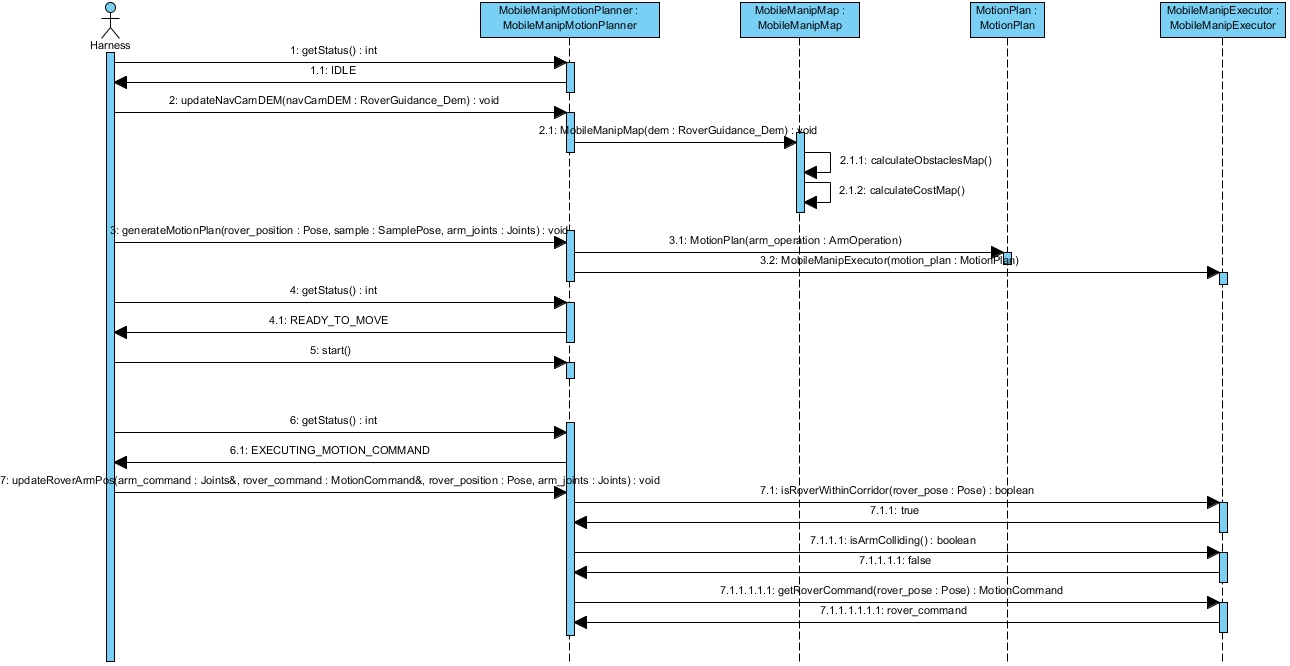 MobileManipMotionPlanner :
MobileManipMotionPlanner
MobileManipMap :
MobileManipMap
MotionPlan :
MotionPlan
MobileManipExecutor :
MobileManipExecutor
Harness
1: getStatus() : int
1.1: IDLE
2: updateNavCamDEM(navCamDEM : RoverGuidance_Dem) : void
2.1: MobileManipMap(dem : RoverGuidance_Dem) : void
2.1.1: calculateObstaclesMap()
2.1.2: calculateCostMap()
3: generateMotionPlan(rover_position : Pose, sample : SamplePose, arm_joints : Joints) : void
3.1: MotionPlan(arm_operation : ArmOperation)
3.2: MobileManipExecutor(motion_plan : MotionPlan)
4: getStatus() : int
4.1: READY_TO_MOVE
5: start()
6: getStatus() : int
6.1: EXECUTING_MOTION_COMMAND
7: updateRoverArmPos(arm_command : Joints&, rover_command : MotionCommand&, rover_position : Pose, arm_joints : Joints) : void
7.1: isRoverWithinCorridor(rover_pose : Pose) : boolean
7.1.1: true
7.1.1.1: isArmColliding() : boolean
7.1.1.1.1: false
7.1.1.1.1.1: getRoverCommand(rover_pose : Pose) : MotionCommand
7.1.1.1.1.1.1: rover_command